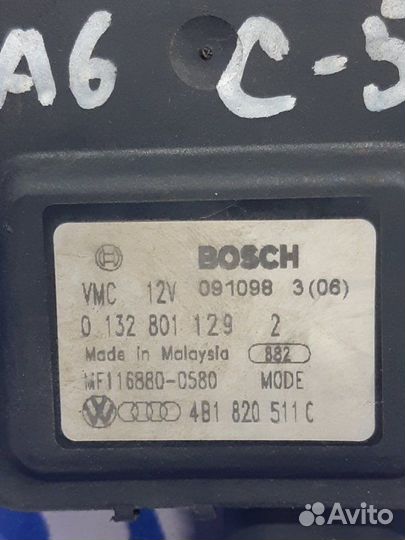 A6 C-5
BOSCH
VMC 12V 091098 3(06)
0 132 801 129 2
Made in Malaysia 882
MF116880-0580 MODE
4B1 820 511 C
Avito